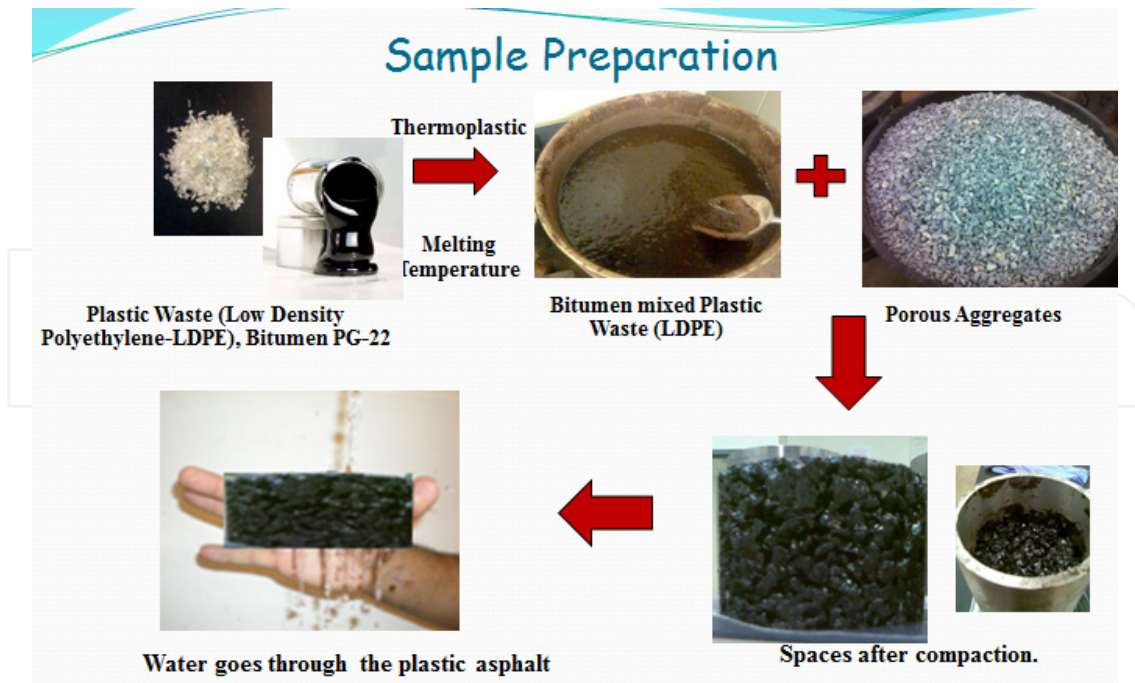 Sample Preparation
Thermoplastic
Melting
Temperature
Plastic Waste (Low Density
Polyethylene-LDPE), Bitumen PG-22
Bitumen mixed Plastic
Waste (LDPE)
Porous Aggregates
Water goes through the plastic asphalt
Spaces after compaction.